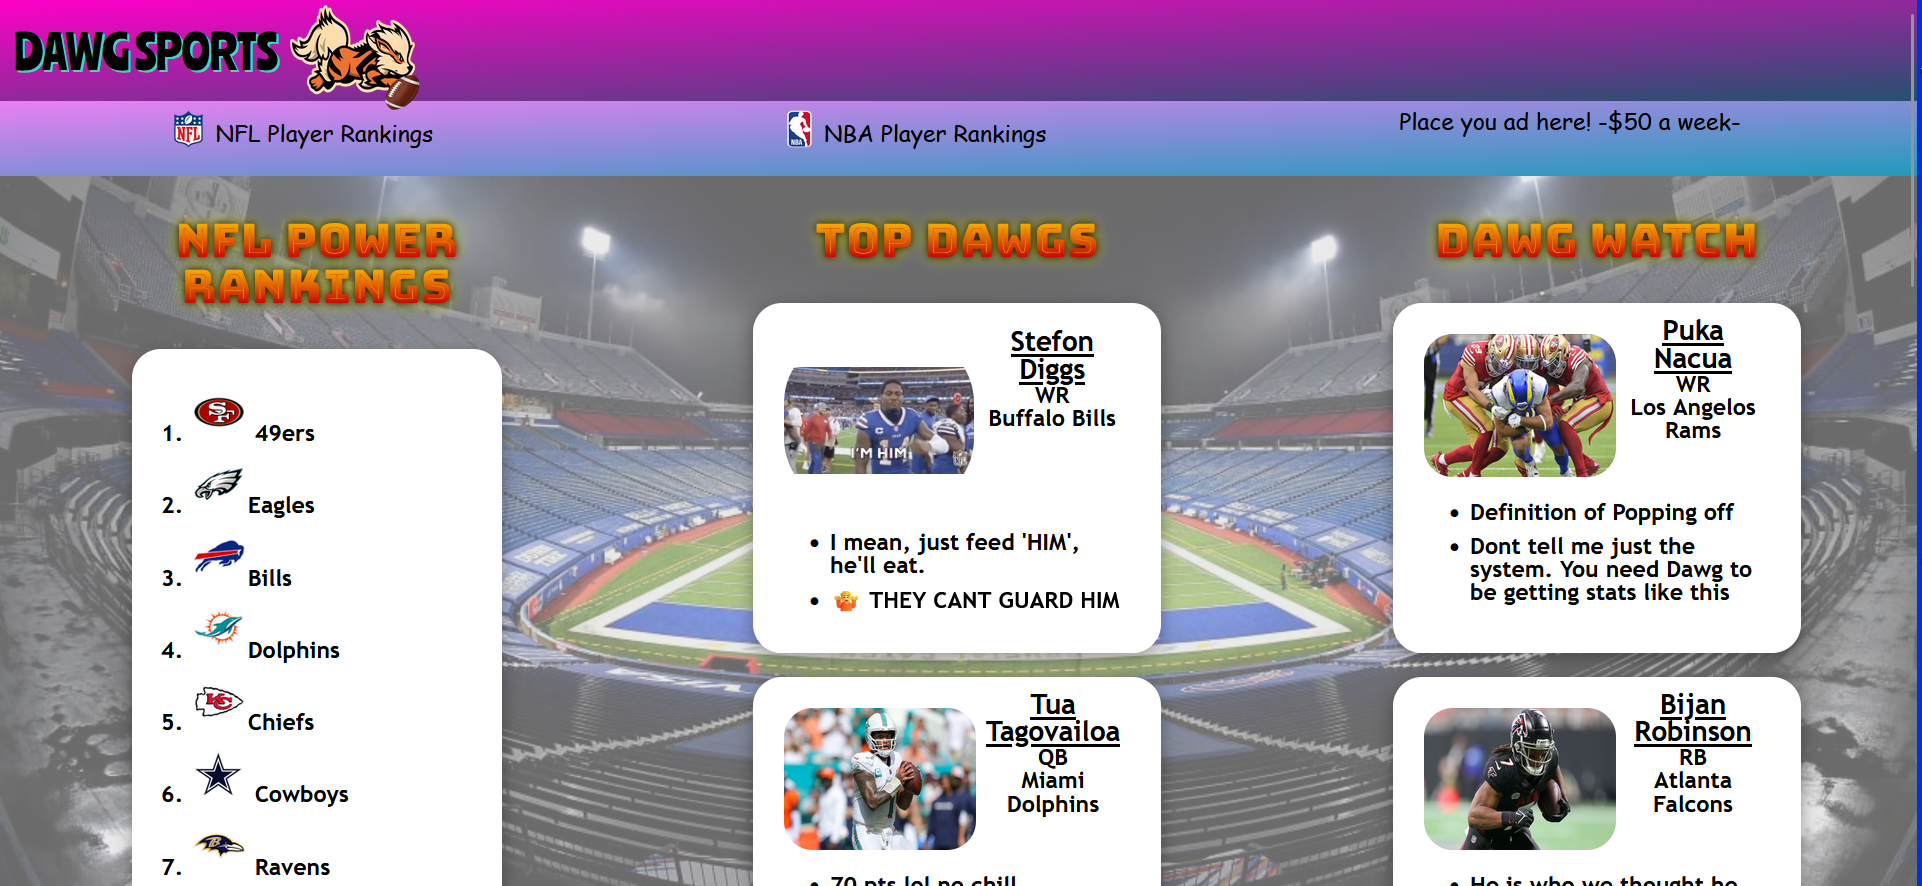 DAWG SPORTS
NFL
NFL Player Rankings
NBA
NBA Player Rankings
Place you ad here! -$50 a week-
NFL POWER
RANKINGS
1. SF 49ers
2. Eagles
3. Bills
4. Dolphins
5. KC Chiefs
6. Cowboys
7. Ravens
TOP DAWGS
I'M HIM
NFL
Stefon
Diggs
WR
Buffalo Bills
• I mean, just feed 'HIM',
he'll eat.
• 🤷 THEY CANT GUARD HIM
Tua
Tagovailoa
QB
Miami
Dolphins
• 70 pts lol no chill
DAWG WATCH
Puka
Nacua
WR
Los Angelos
Rams
• Definition of Popping off
• Dont tell me just the
system. You need Dawg to
be getting stats like this
Bijan
Robinson
RB
Atlanta
Falcons
• He is who we thought he